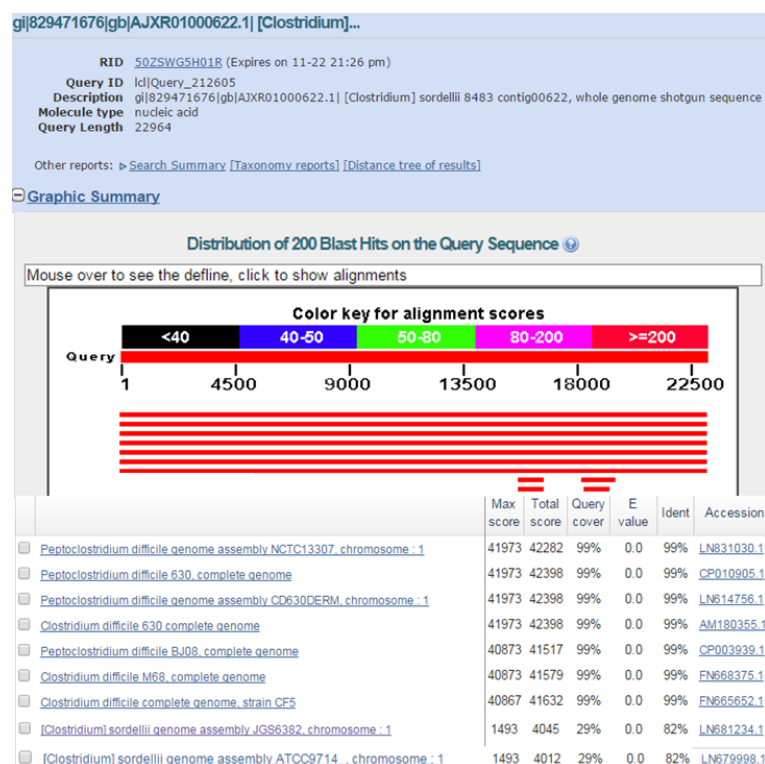 gi|829471676|gb|AJXR01000622.1| [Clostridium]...
RID 50ZSWG5H01R (Expires on 11-22 21:26 pm)
Query ID lcl|Query_212605
Description gi|829471676|gb|AJXR01000622.1| [Clostridium] sordellii 8483 contig00622, whole genome shotgun sequence
Molecule type nucleic acid
Query Length 22964
Other reports: Search Summary [Taxonomy reports] [Distance tree of results]
Graphic Summary
Distribution of 200 Blast Hits on the Query Sequence
Mouse over to see the defline, click to show alignments
Color key for alignment scores
<40 40-50 50-80 80-200 >=200
Query
1 4500 9000 13500 18000 22500
Max score Total score Query cover E value Ident Accession
Peptoclostridium difficile genome assembly NCTC13307, chromosome : 1 41973 42282 99% 0.0 99% LN831030.1
Peptoclostridium difficile 630, complete genome 41973 42398 99% 0.0 99% CP010905.1
Peptoclostridium difficile genome assembly CD630DERM, chromosome : 1 41973 42398 99% 0.0 99% LN614756.1
Clostridium difficile 630 complete genome 41973 42398 99% 0.0 99% AM180355.1
Peptoclostridium difficile BJ08, complete genome 40873 41517 99% 0.0 99% CP003939.1
Clostridium difficile M68, complete genome 40873 41579 99% 0.0 99% FN668375.1
Clostridium difficile complete genome, strain CF5 40867 41632 99% 0.0 99% FN665652.1
[Clostridium] sordellii genome assembly JGS6382, chromosome : 1 1493 4045 29% 0.0 82% LN681234.1
[Clostridium] sordellii genome assembly ATCC9714_, chromosome : 1 1493 4012 29% 0.0 82% LN679998.1